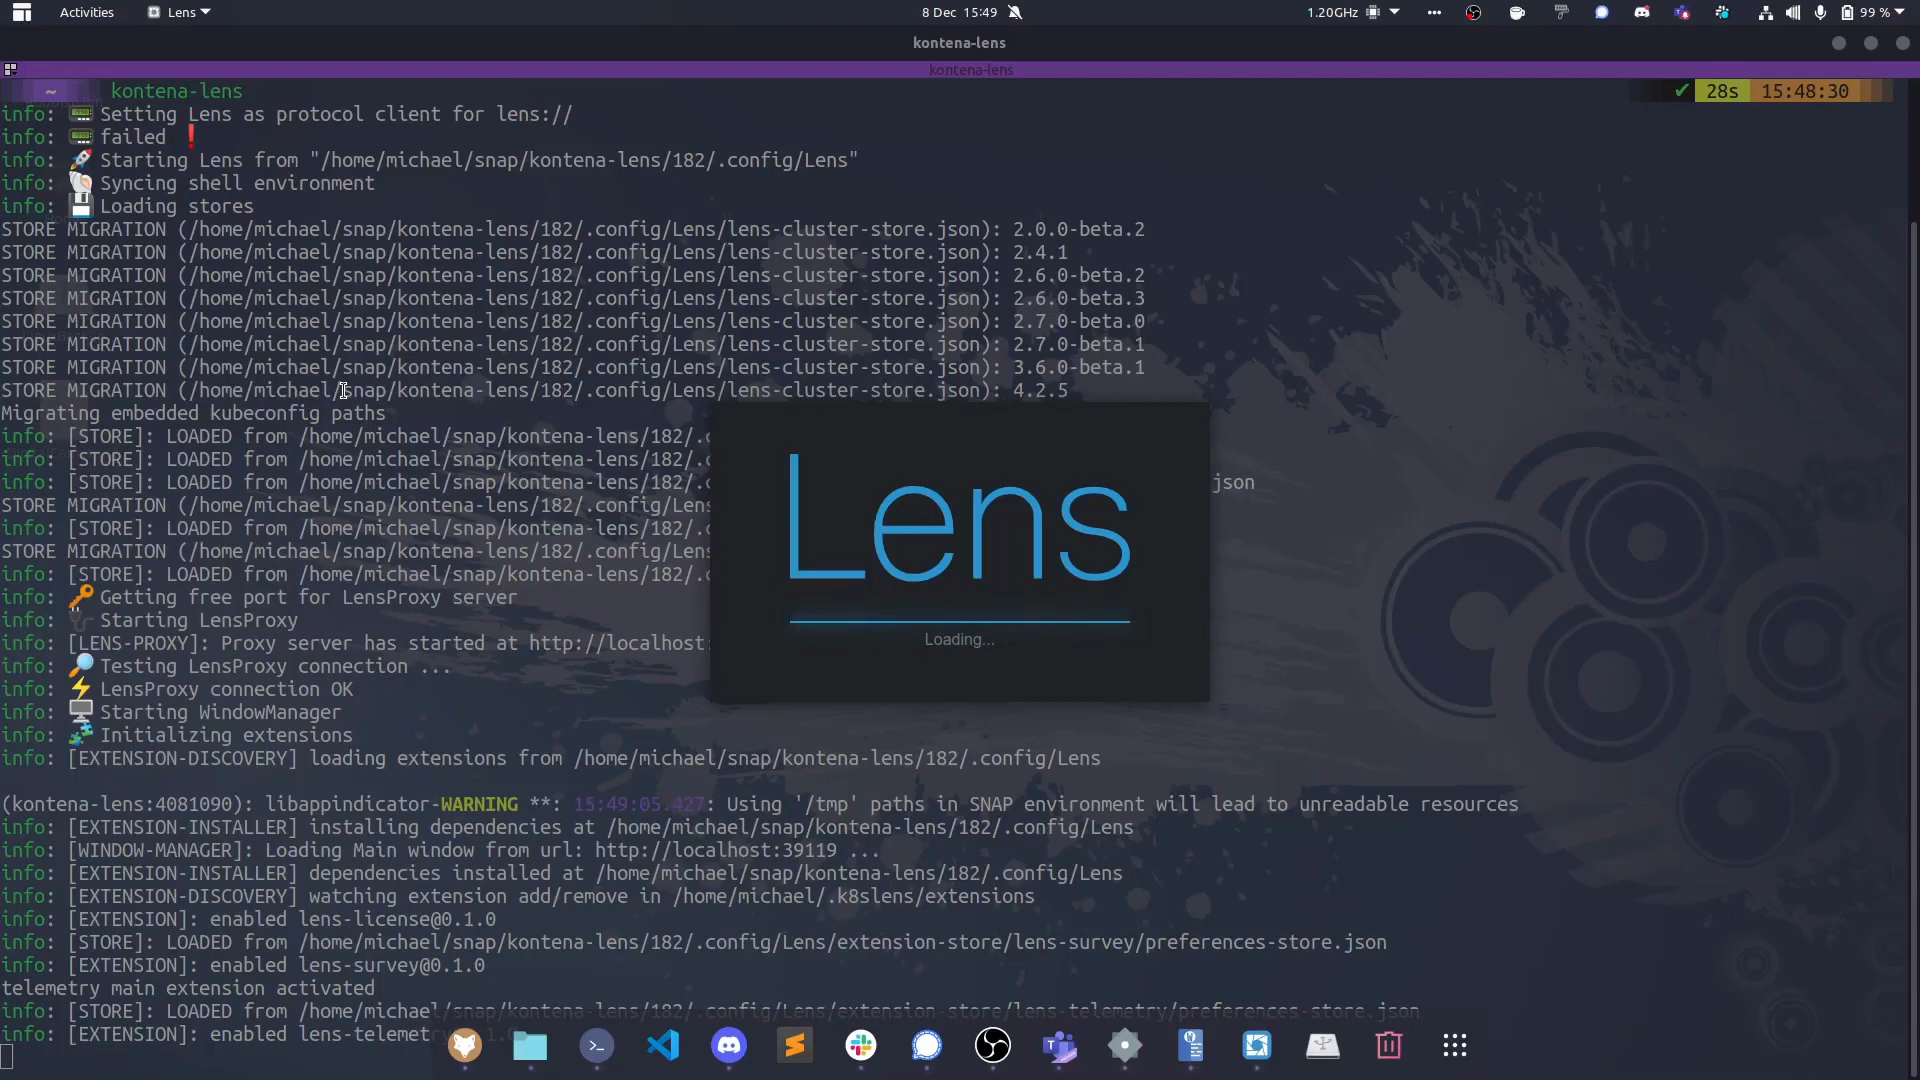 Activities
Lens
8 Dec 15:49
1.20GHz
99 %
kontena-lens
kontena-lens
~ kontena-lens
✔ 28s 15:48:30
info: 📟 Setting Lens as protocol client for lens://
info: 📟 failed ❗
info: 🚀 Starting Lens from "/home/michael/snap/kontena-lens/182/.config/Lens"
info: 🐚 Syncing shell environment
info: 💾 Loading stores
STORE MIGRATION (/home/michael/snap/kontena-lens/182/.config/Lens/lens-cluster-store.json): 2.0.0-beta.2
STORE MIGRATION (/home/michael/snap/kontena-lens/182/.config/Lens/lens-cluster-store.json): 2.4.1
STORE MIGRATION (/home/michael/snap/kontena-lens/182/.config/Lens/lens-cluster-store.json): 2.6.0-beta.2
STORE MIGRATION (/home/michael/snap/kontena-lens/182/.config/Lens/lens-cluster-store.json): 2.6.0-beta.3
STORE MIGRATION (/home/michael/snap/kontena-lens/182/.config/Lens/lens-cluster-store.json): 2.7.0-beta.0
STORE MIGRATION (/home/michael/snap/kontena-lens/182/.config/Lens/lens-cluster-store.json): 2.7.0-beta.1
STORE MIGRATION (/home/michael/snap/kontena-lens/182/.config/Lens/lens-cluster-store.json): 3.6.0-beta.1
STORE MIGRATION (/home/michael/snap/kontena-lens/182/.config/Lens/lens-cluster-store.json): 4.2.5
Migrating embedded kubeconfig paths
info: [STORE]: LOADED from /home/michael/snap/kontena-lens/182/.c
info: [STORE]: LOADED from /home/michael/snap/kontena-lens/182/.c
info: [STORE]: LOADED from /home/michael/snap/kontena-lens/182/.c json
STORE MIGRATION (/home/michael/snap/kontena-lens/182/.config/Lens
info: [STORE]: LOADED from /home/michael/snap/kontena-lens/182/.c
STORE MIGRATION (/home/michael/snap/kontena-lens/182/.config/Lens
info: [STORE]: LOADED from /home/michael/snap/kontena-lens/182/.c
info: 🔑 Getting free port for LensProxy server
info: 🔌 Starting LensProxy
info: [LENS-PROXY]: Proxy server has started at http://localhost:
info: 🔎 Testing LensProxy connection ...
info: ⚡ LensProxy connection OK
info: 🖥️ Starting WindowManager
info: 🧩 Initializing extensions
info: [EXTENSION-DISCOVERY] loading extensions from /home/michael/snap/kontena-lens/182/.config/Lens
Lens
Loading...
(kontena-lens:4081090): libappindicator-WARNING **: 15:49:05.427: Using '/tmp' paths in SNAP environment will lead to unreadable resources
info: [EXTENSION-INSTALLER] installing dependencies at /home/michael/snap/kontena-lens/182/.config/Lens
info: [WINDOW-MANAGER]: Loading Main window from url: http://localhost:39119 ...
info: [EXTENSION-INSTALLER] dependencies installed at /home/michael/snap/kontena-lens/182/.config/Lens
info: [EXTENSION-DISCOVERY] watching extension add/remove in /home/michael/.k8slens/extensions
info: [EXTENSION]: enabled lens-license@0.1.0
info: [STORE]: LOADED from /home/michael/snap/kontena-lens/182/.config/Lens/extension-store/lens-survey/preferences-store.json
info: [EXTENSION]: enabled lens-survey@0.1.0
telemetry main extension activated
info: [STORE]: LOADED from /home/michael/snap/kontena-lens/182/.config/Lens/extension-store/lens-telemetry/preferences-store.json
info: [EXTENSION]: enabled lens-telemetry